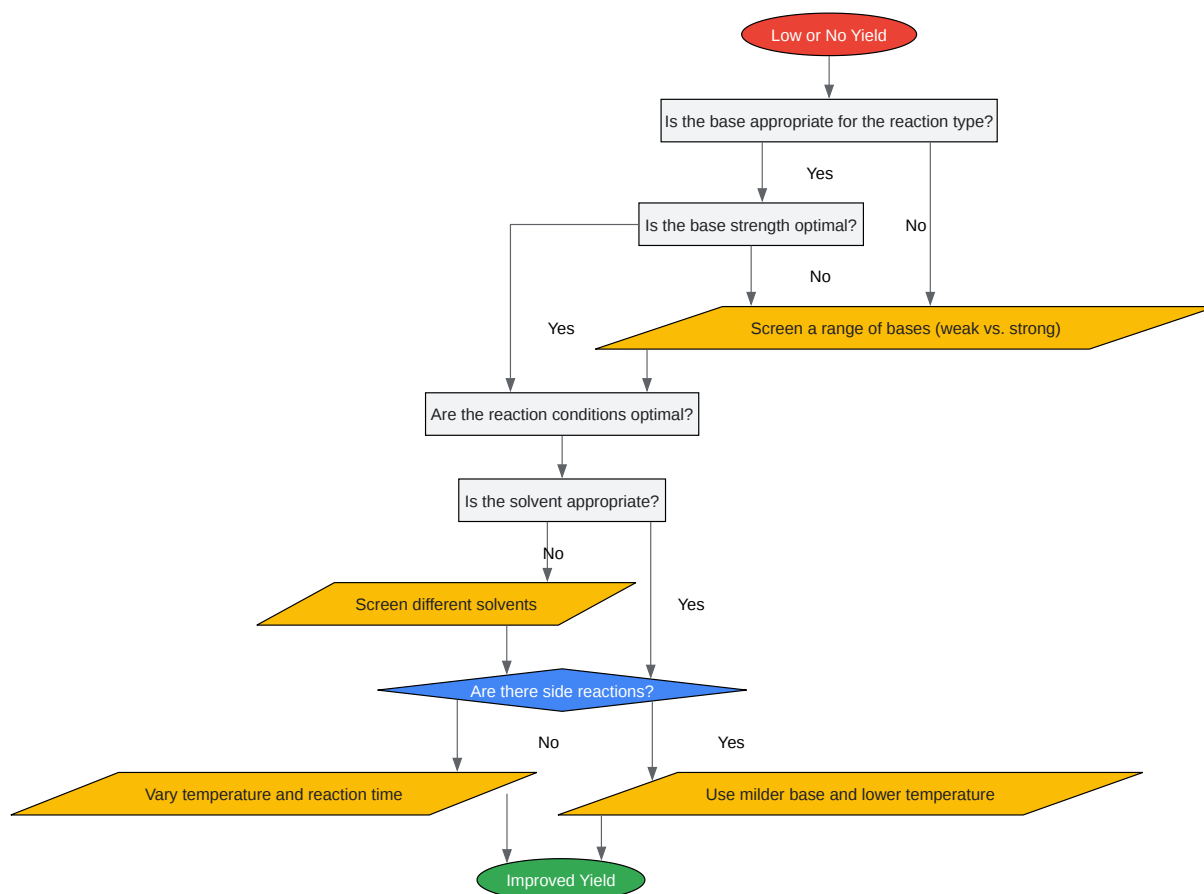 Low or No Yield
Is the base appropriate for the reaction type?
Yes
Is the base strength optimal?
No
No
Yes
Screen a range of bases (weak vs. strong)
Are the reaction conditions optimal?
Is the solvent appropriate?
No
Screen different solvents
Yes
Are there side reactions?
No
Yes
Vary temperature and reaction time
Use milder base and lower temperature
Improved Yield